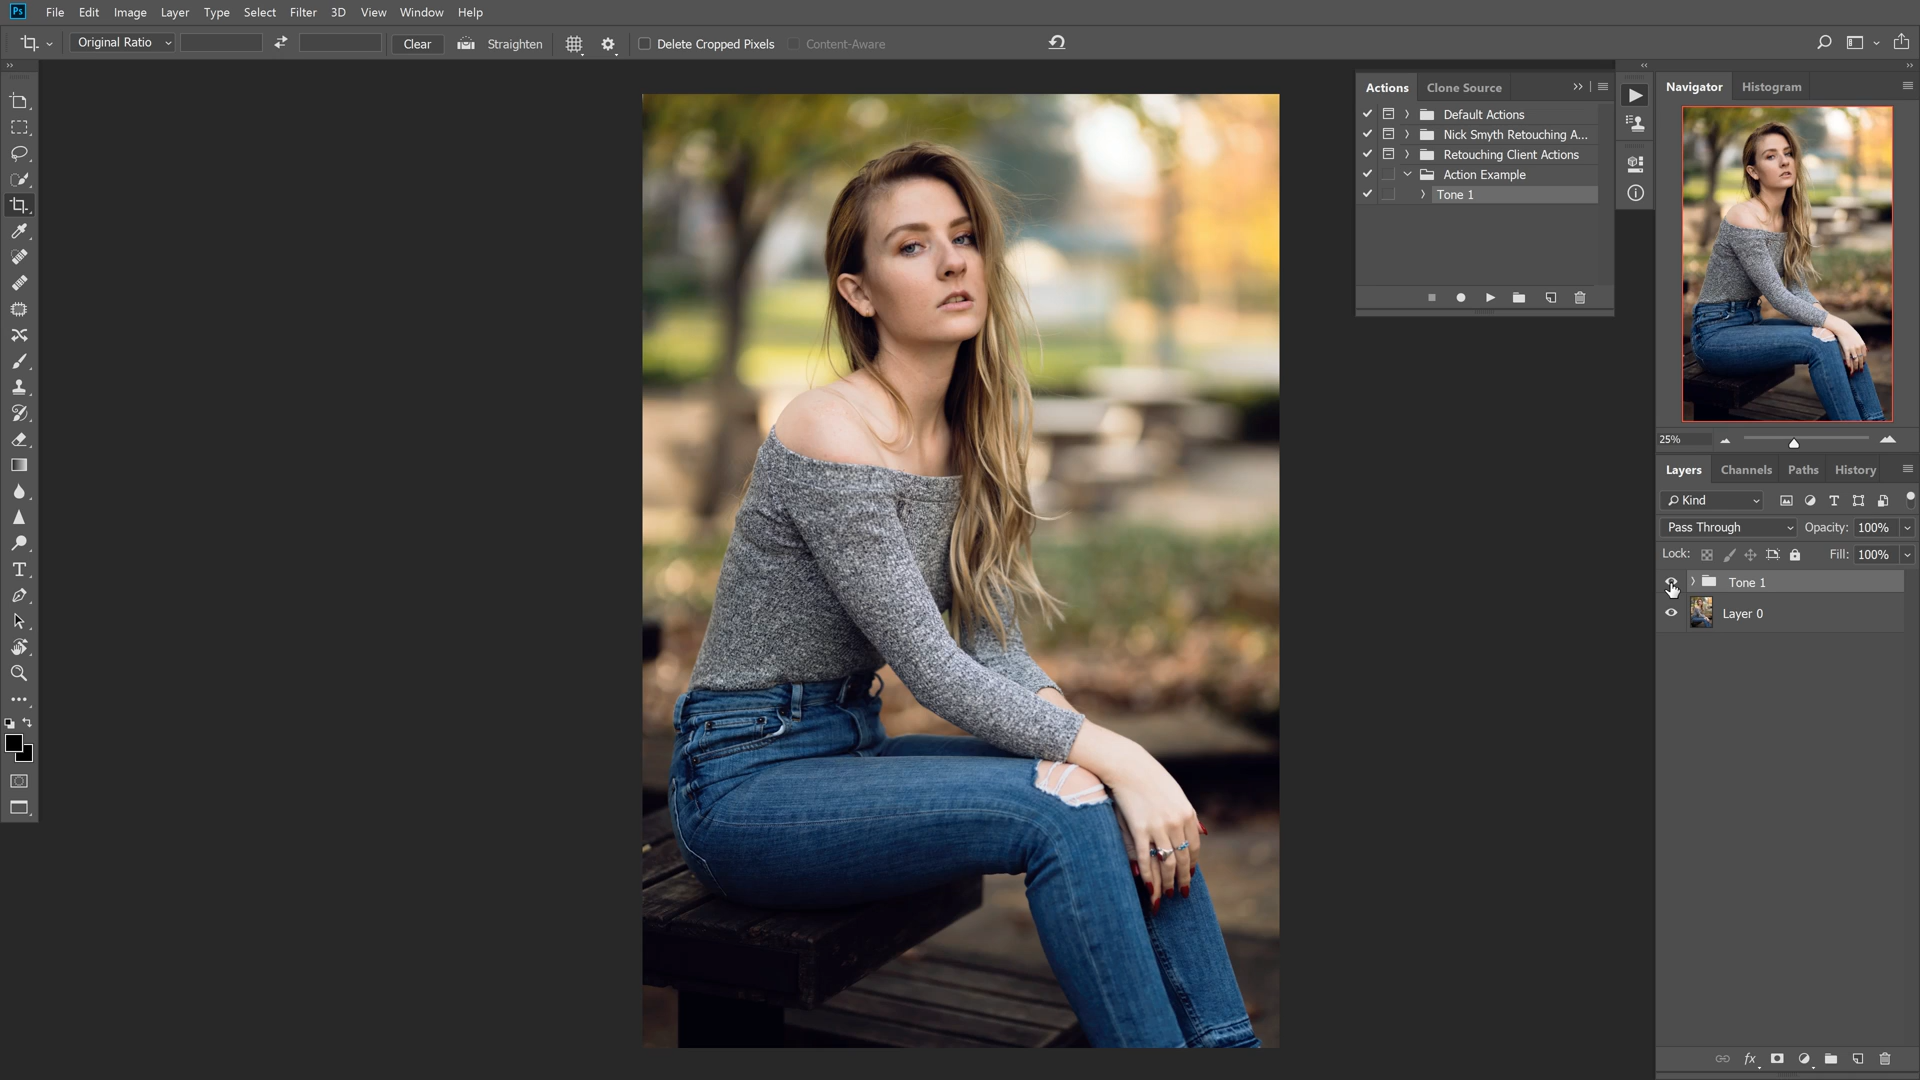 Ps File Edit Image Layer Type Select Filter 3D View Window Help
Original Ratio Clear Straighten Delete Cropped Pixels Content-Aware
Actions Clone Source
Default Actions
Nick Smyth Retouching A...
Retouching Client Actions
Action Example
Tone 1
Navigator Histogram
25%
Layers Channels Paths History
Kind
Pass Through Opacity: 100%
Lock: Fill: 100%
Tone 1
Layer 0
fx